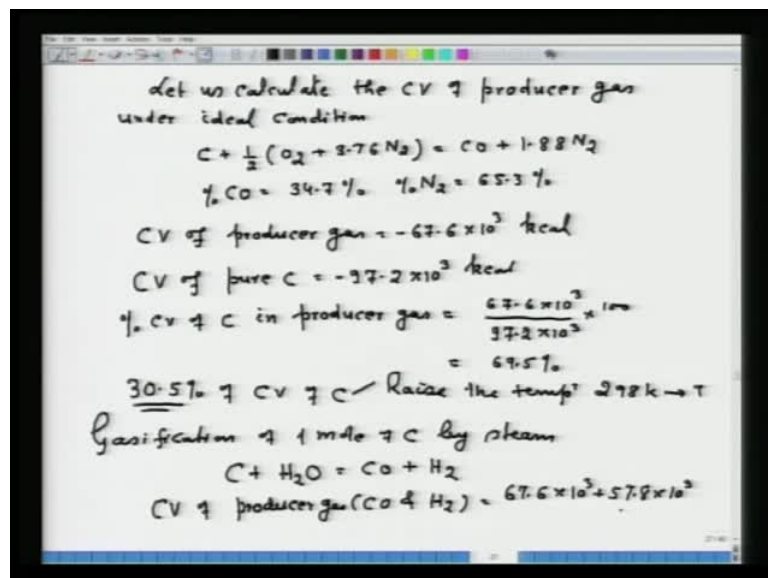 Let us calculate the CV of producer gas
under ideal condition
C + 1/2 (O2 + 3.76 N2) = CO + 1.88 N2
% CO = 34.7 % % N2 = 65.3 %
CV of producer gas = -67.6 × 10³ kcal
CV of pure C = -97.2 × 10³ kcal
% CV of C in producer gas = 67.6 × 10³ / 97.2 × 10³ × 100
= 69.5 %
30.5 % of CV of C Raise the tempr 298 K → T
Gasification of 1 mole of C by steam
C + H2O = CO + H2
CV of producer gas (CO & H2) = 67.6 × 10³ + 57.8 × 10³